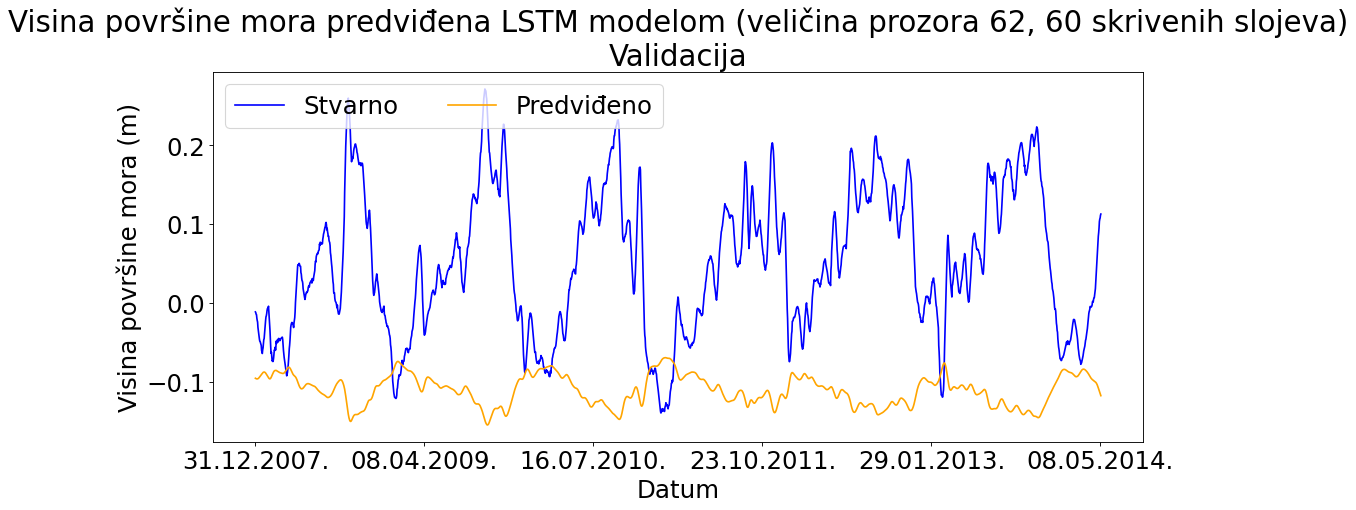 Visina površine mora predviđena LSTM modelom (veličina prozora 62, 60 skrivenih slojeva)
Validacija
Stvarno
Predviđeno
Visina površine mora (m)
0.2
0.1
0.0
−0.1
31.12.2007.
08.04.2009.
16.07.2010.
23.10.2011.
29.01.2013.
08.05.2014.
Datum